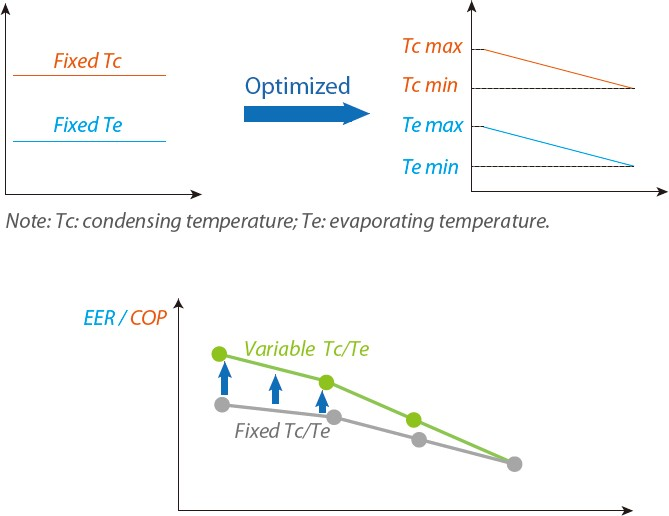 Fixed Tc
Fixed Te
Optimized
Tc max
Tc min
Te max
Te min
Note: Tc: condensing temperature; Te: evaporating temperature.
EER / COP
Variable Tc/Te
Fixed Tc/Te